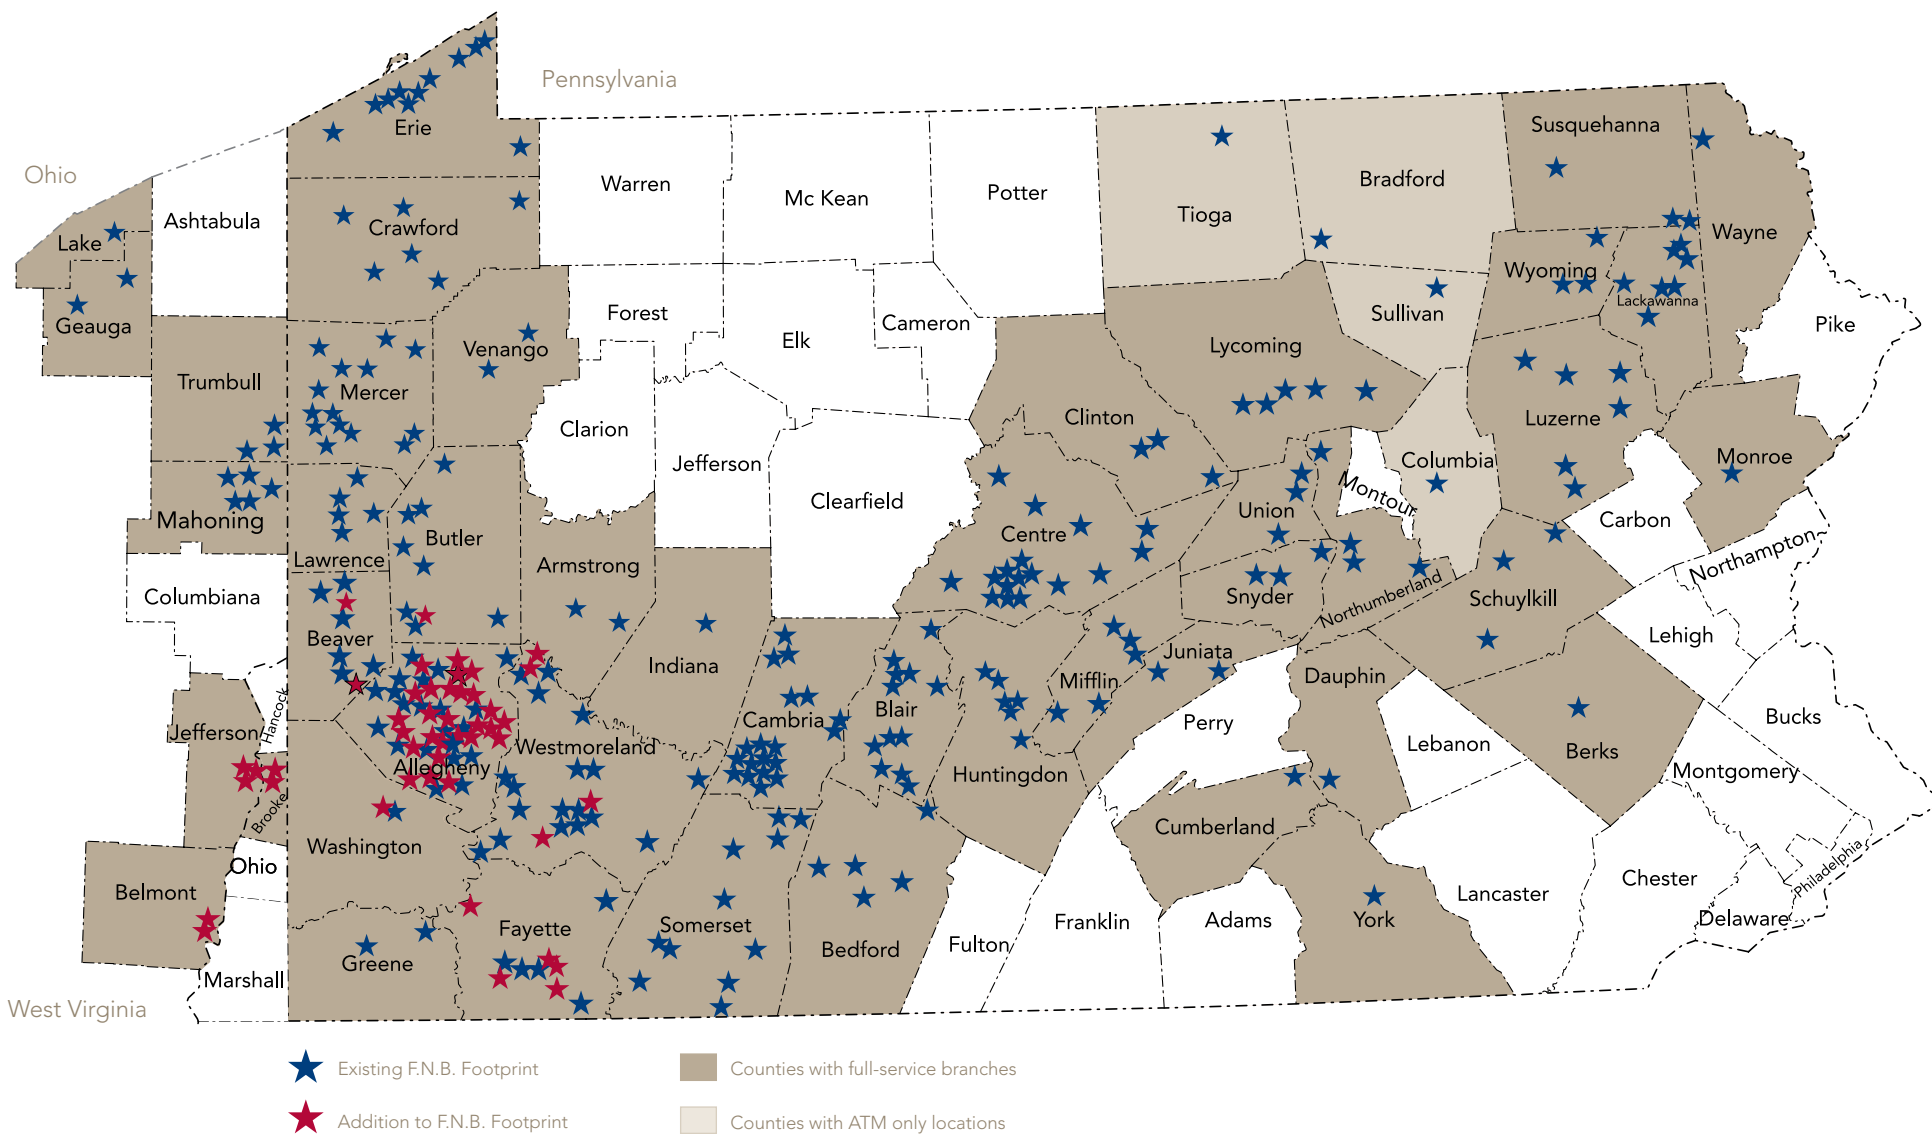 Pennsylvania
Erie
Susquehanna
Ohio
Warren
Mc Kean
Potter
Bradford
Ashtabula
Crawford
Tioga
Lake
Wayne
Wyoming
Lackawanna
Geauga
Forest
Cameron
Sullivan
Pike
Venango
Elk
Lycoming
Trumbull
Mercer
Clinton
Luzerne
Clarion
Jefferson
Columbia
Monroe
Clearfield
Montour
Mahoning
Union
Carbon
Centre
Butler
Northampton
Lawrence
Armstrong
Columbiana
Snyder
Northumberland
Schuylkill
Beaver
Lehigh
Indiana
Juniata
Mifflin
Dauphin
Hancock
Jefferson
Cambria
Blair
Perry
Bucks
Westmoreland
Lebanon
Berks
Allegheny
Huntingdon
Montgomery
Brooke
Cumberland
Washington
Ohio
Philadelphia
Belmont
Lancaster
Chester
Fayette
Somerset
Franklin
Adams
York
Delaware
Fulton
Bedford
Greene
Marshall
West Virginia
Existing F.N.B. Footprint
Counties with full-service branches
Addition to F.N.B. Footprint
Counties with ATM only locations